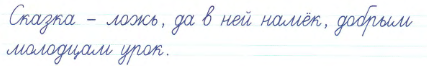 Сказка – ложь, да в ней намёк, добрым
молодцам урок.